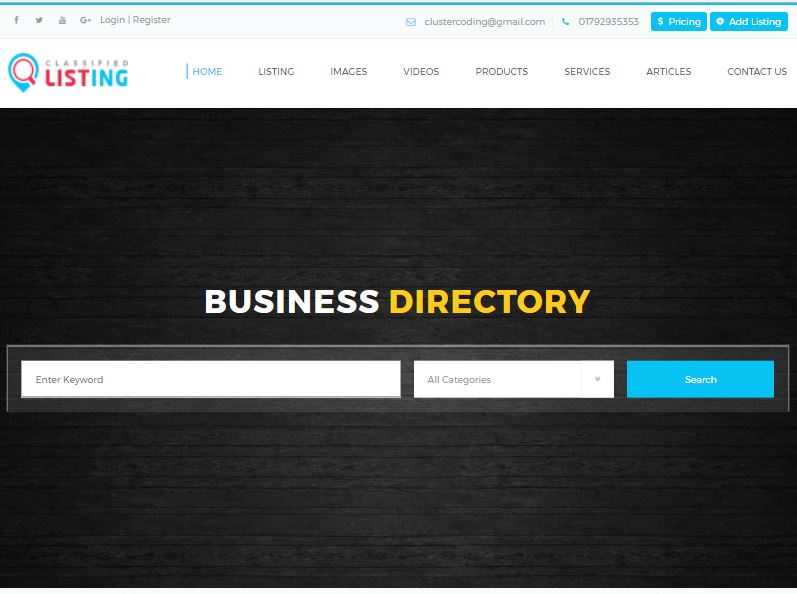 Login | Register
clustercoding@gmail.com
01792935353
$ Pricing
Add Listing
CLASSIFIED
LISTING
HOME
LISTING
IMAGES
VIDEOS
PRODUCTS
SERVICES
ARTICLES
CONTACT US
BUSINESS DIRECTORY
Enter Keyword
All Categories
Search